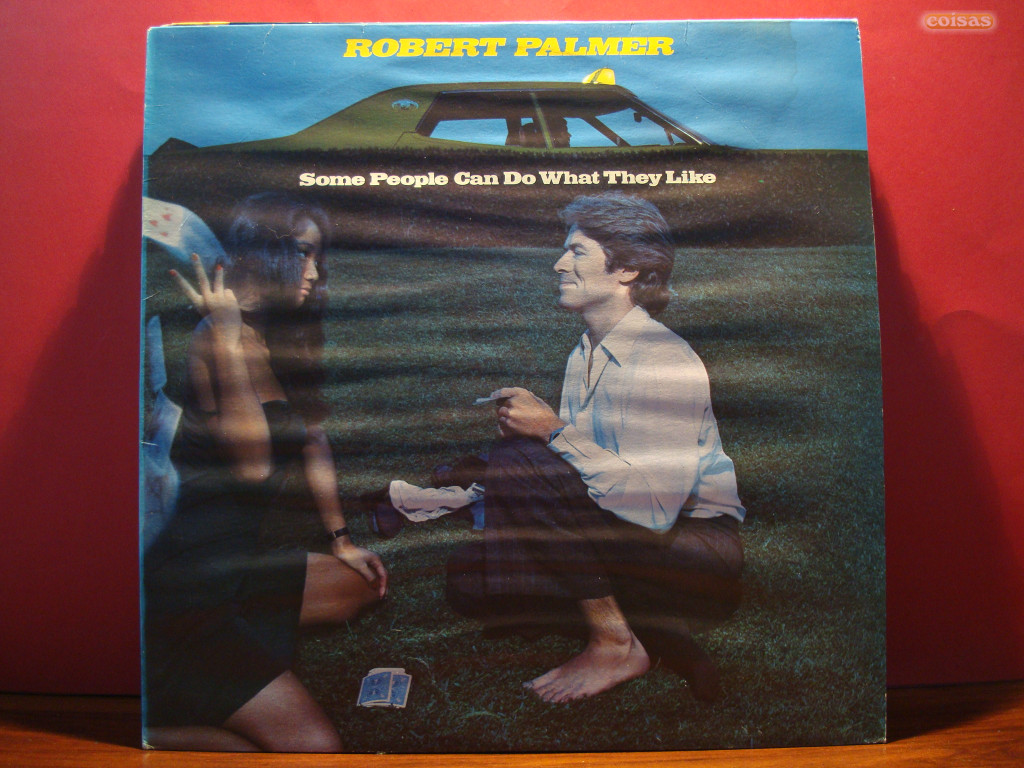 coisas
ROBERT PALMER
Some People Can Do What They Like